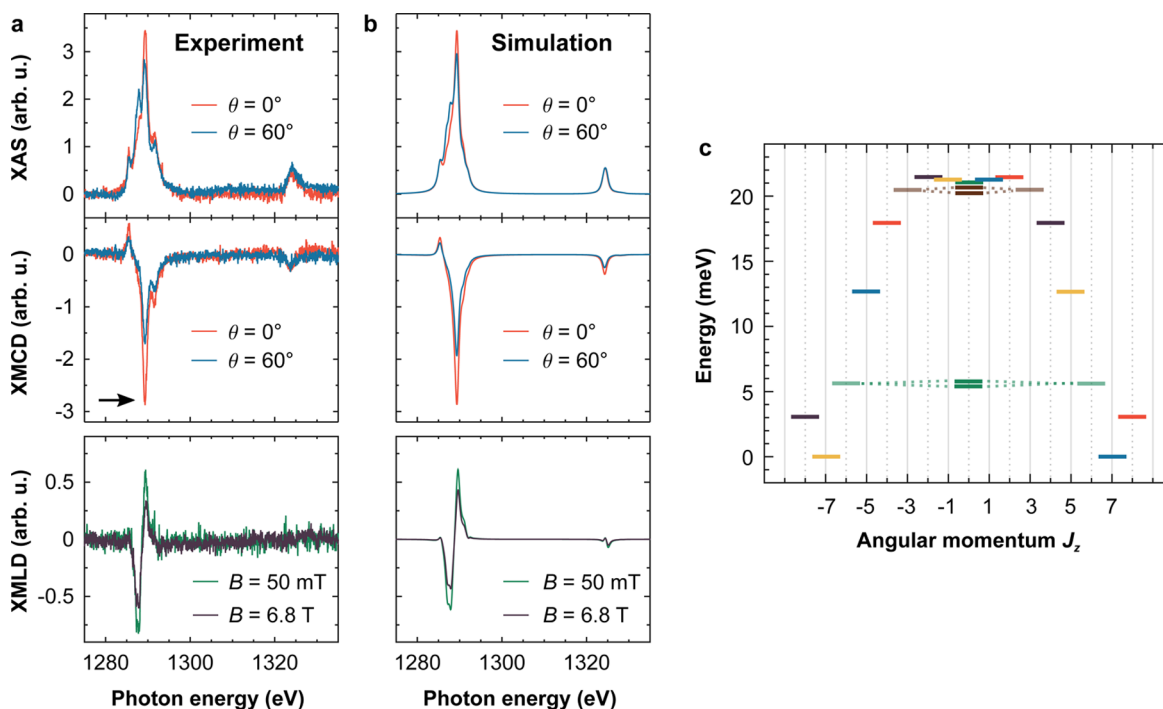 a
Experiment
XAS (arb. u.)
3
2
1
0
θ = 0°
θ = 60°
XMCD (arb. u.)
0
-1
-2
-3
θ = 0°
θ = 60°
XMLD (arb. u.)
0.5
0
-0.5
B = 50 mT
B = 6.8 T
1280 1300 1320
Photon energy (eV)
b
Simulation
θ = 0°
θ = 60°
θ = 0°
θ = 60°
B = 50 mT
B = 6.8 T
1280 1300 1320
Photon energy (eV)
c
Energy (meV)
20
15
10
5
0
-7 -5 -3 -1 1 3 5 7
Angular momentum Jz